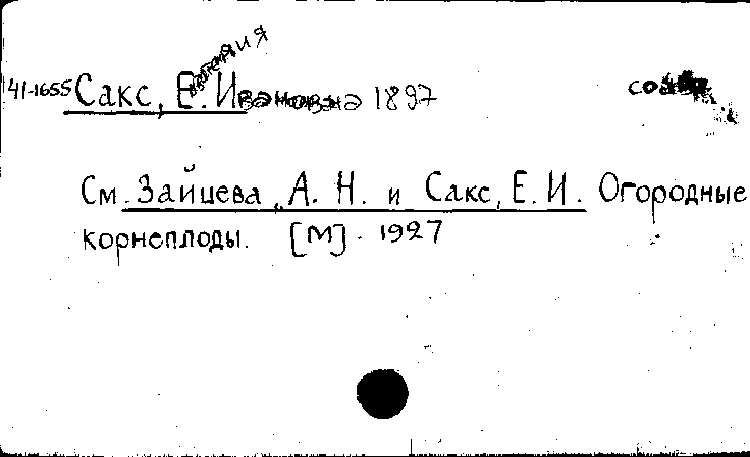 41-1655 Сакс, Е. Ивановна 1897
См. Зайцева, А. Н. и Сакс, Е. И. Огородные
корнеплоды. [М]. 1927